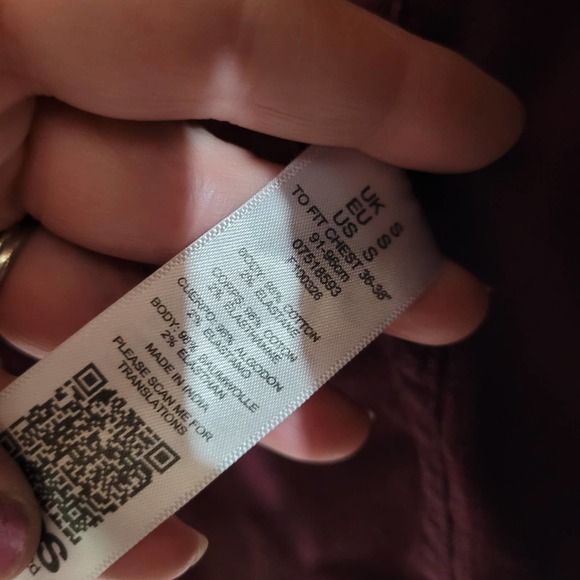 UK S
EU S
US S
TO FIT CHEST 36-38"
91-96cm
07518593
F100326
BODY: 98% COTTON
2% ELASTANE
CORPS: 98% COTON
2% ELASTHANNE
CUERPO: 98% ALGODON
2% ELASTANO
BODY: 98% BAUMWOLLE
2% ELASTHAN
MADE IN INDIA
PLEASE SCAN ME FOR
TRANSLATIONS
S